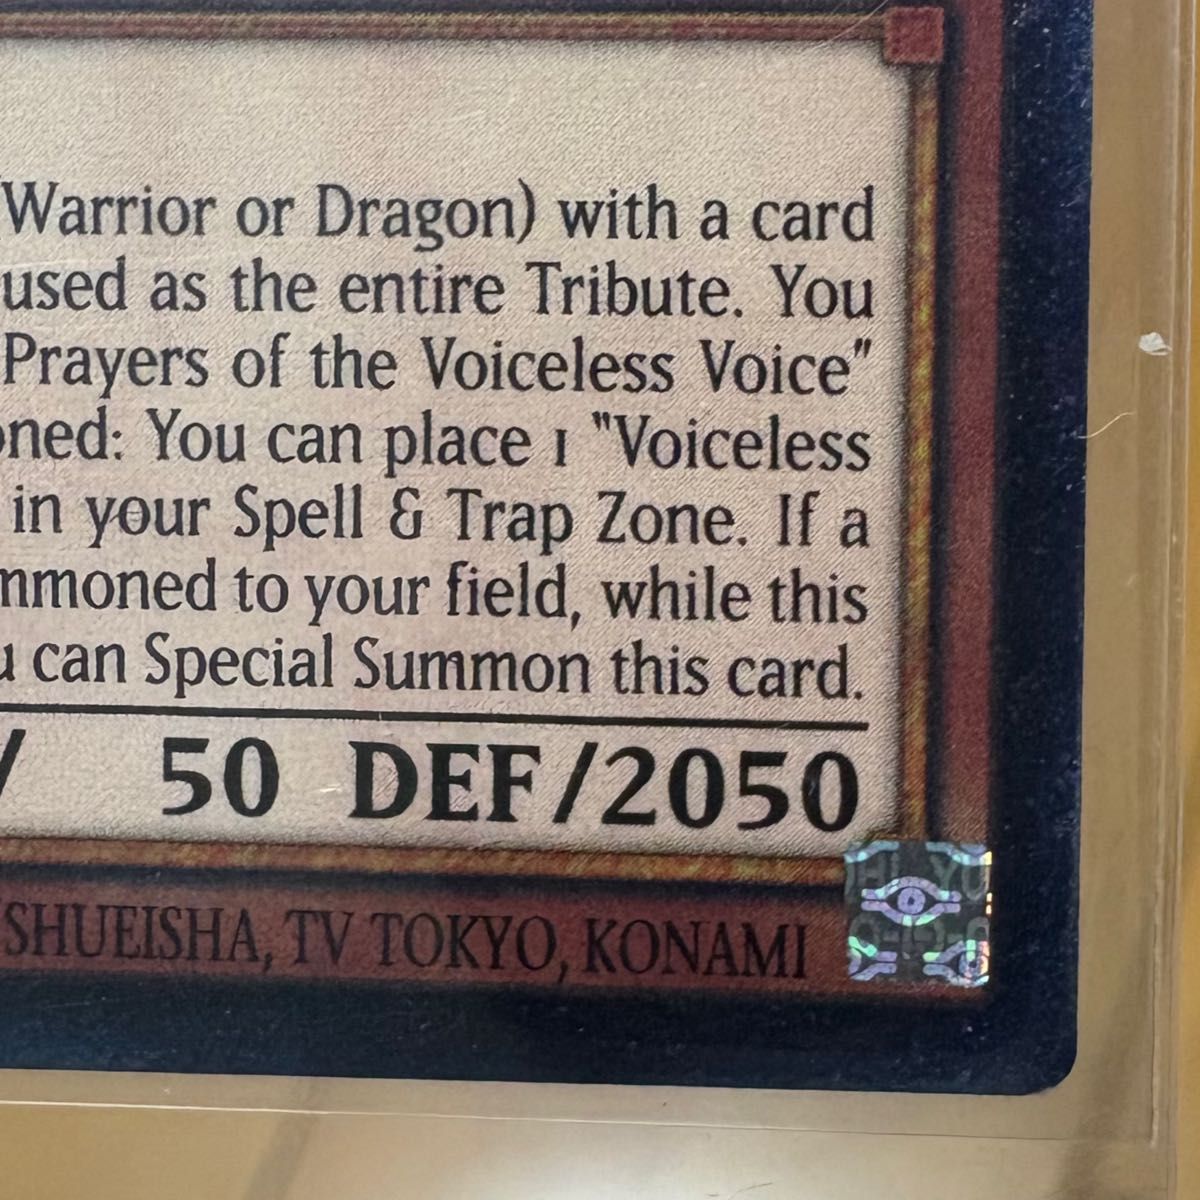 (Warrior or Dragon) with a card
used as the entire Tribute. You
Prayers of the Voiceless Voice"
oned: You can place 1 "Voiceless
in your Spell & Trap Zone. If a
mmoned to your field, while this
u can Special Summon this card.
/ 50 DEF/2050
SHUEISHA, TV TOKYO, KONAMI